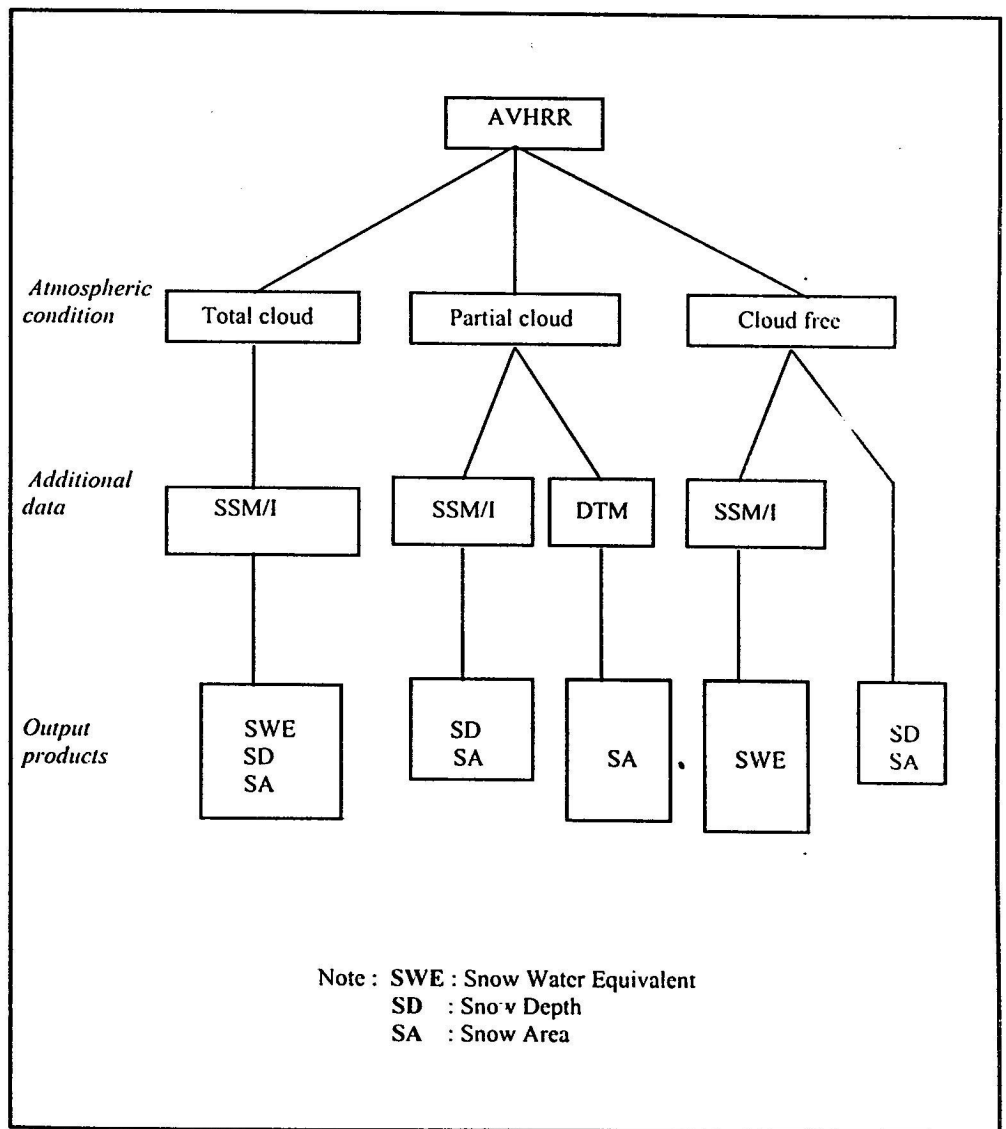 AVHRR
Atmospheric
condition
Total cloud
Partial cloud
Cloud free
Additional
data
SSM/I
SSM/I
DTM
SSM/I
Output
products
SWE
SD
SA
SD
SA
SA
SWE
SD
SA
Note : SWE : Snow Water Equivalent
SD : Snow Depth
SA : Snow Area